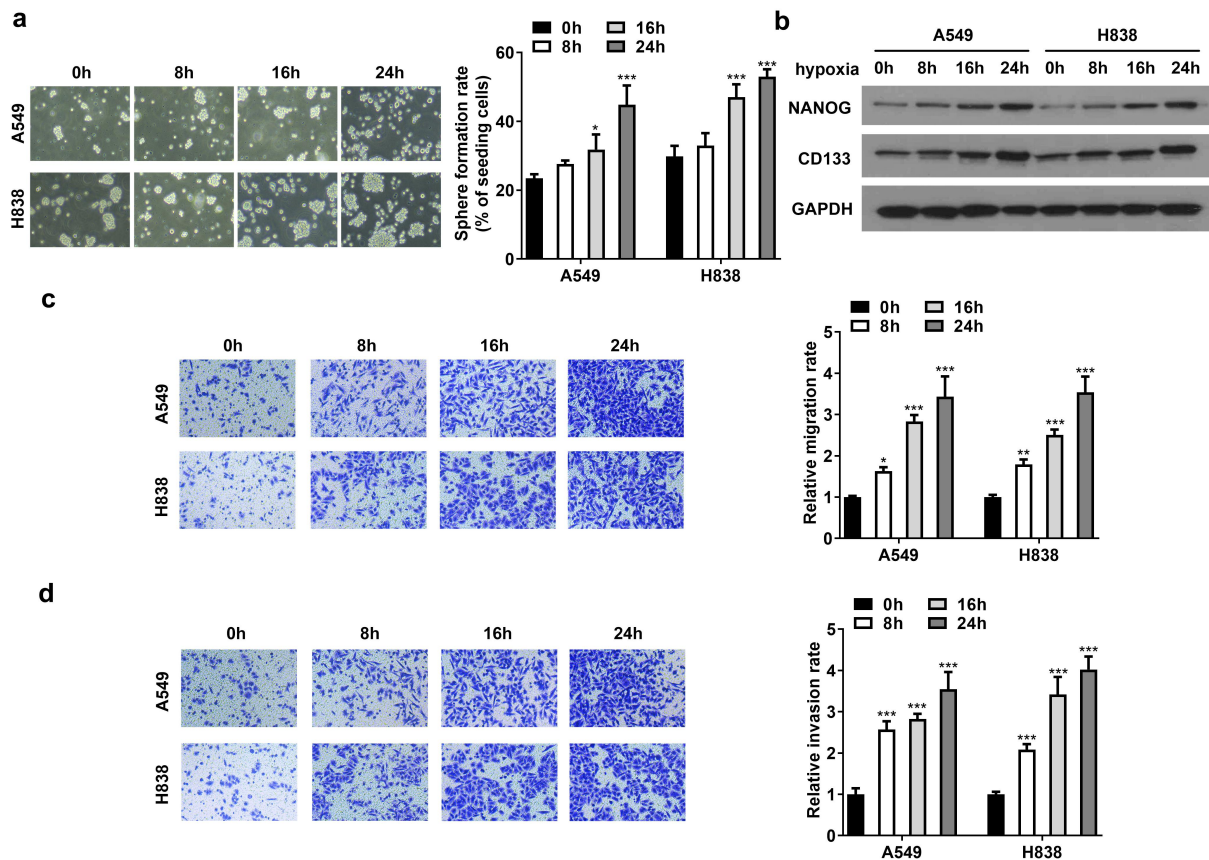 a
0h 8h 16h 24h
A549
H838
0h 16h
8h 24h
Sphere formation rate
(% of seeding cells)
60
40
20
0
* *** *** ***
A549 H838
b
A549 H838
hypoxia 0h 8h 16h 24h 0h 8h 16h 24h
NANOG
CD133
GAPDH
c
0h 8h 16h 24h
A549
H838
0h 16h
8h 24h
Relative migration rate
5
4
3
2
1
0
* *** *** ** *** ***
A549 H838
d
0h 8h 16h 24h
A549
H838
0h 16h
8h 24h
Relative invasion rate
5
4
3
2
1
0
*** *** *** *** *** ***
A549 H838